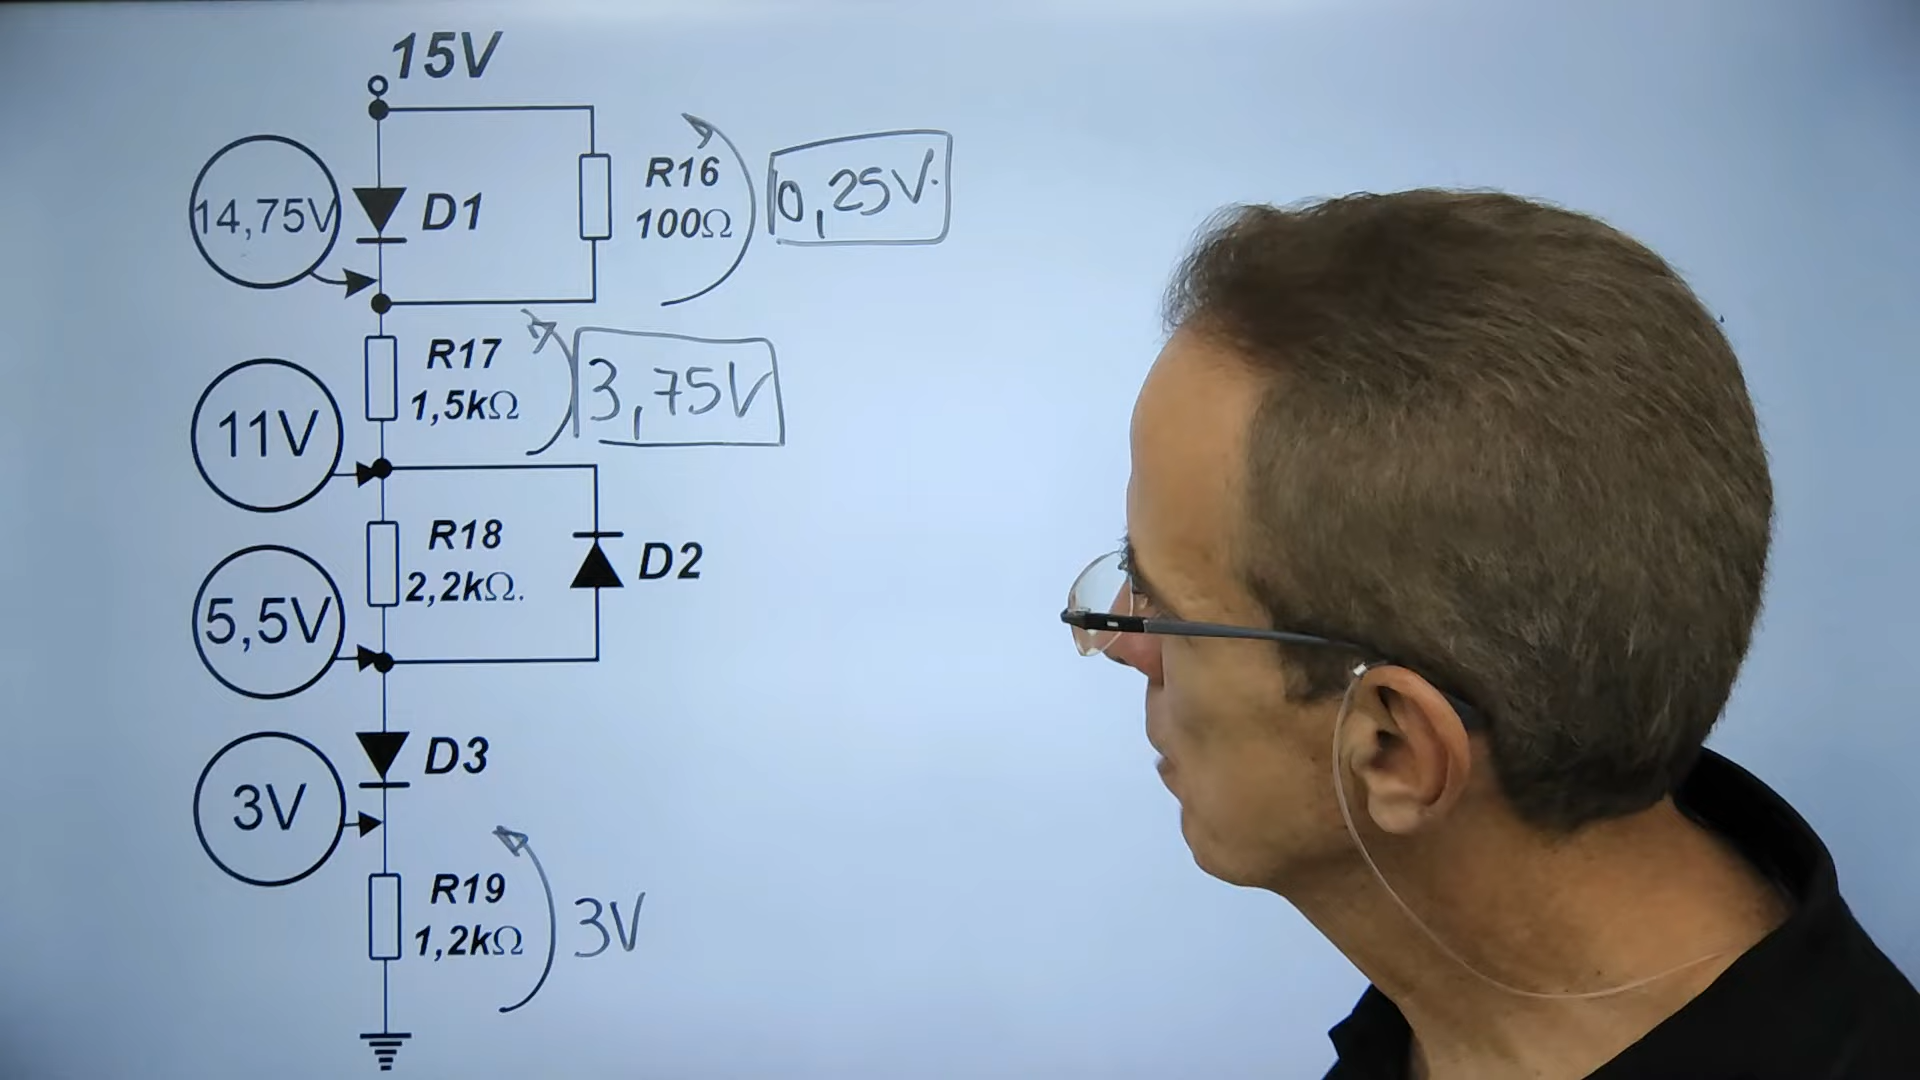 15V
14,75V
D1
R16
100Ω
0,25V.
R17
1,5kΩ
3,75V
11V
R18
2,2kΩ.
D2
5,5V
D3
3V
R19
1,2kΩ
3V